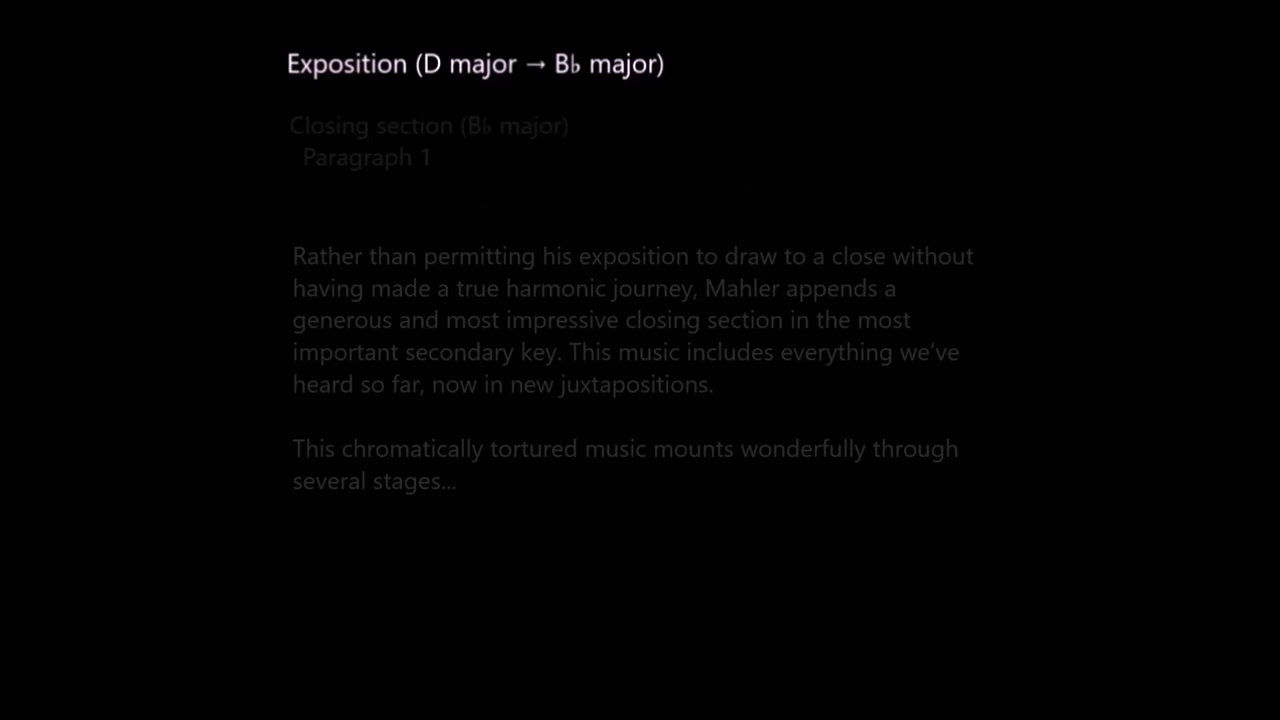 Exposition (D major → B♭ major)
Closing section (B♭ major)
Paragraph 1
Rather than permitting his exposition to draw to a close without
having made a true harmonic journey, Mahler appends a
generous and most impressive closing section in the most
important secondary key. This music includes everything we've
heard so far, now in new juxtapositions.
This chromatically tortured music mounts wonderfully through
several stages...